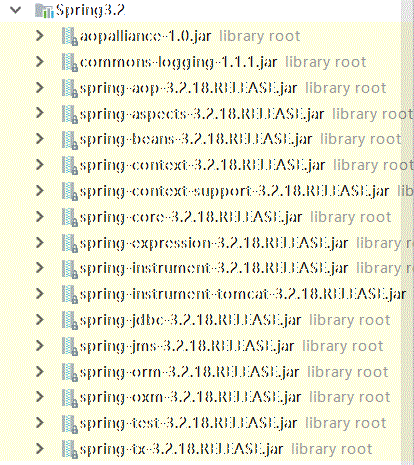 Spring3.2
aopalliance-1.0.jar library root
commons-logging-1.1.1.jar library root
spring-aop-3.2.18.RELEASE.jar library root
spring-aspects-3.2.18.RELEASE.jar library root
spring-beans-3.2.18.RELEASE.jar library root
spring-context-3.2.18.RELEASE.jar library root
spring-context-support-3.2.18.RELEASE.jar lib
spring-core-3.2.18.RELEASE.jar library root
spring-expression-3.2.18.RELEASE.jar library root
spring-instrument-3.2.18.RELEASE.jar library root
spring-instrument-tomcat-3.2.18.RELEASE.jar
spring-jdbc-3.2.18.RELEASE.jar library root
spring-jms-3.2.18.RELEASE.jar library root
spring-orm-3.2.18.RELEASE.jar library root
spring-oxm-3.2.18.RELEASE.jar library root
spring-test-3.2.18.RELEASE.jar library root
spring-tx-3.2.18.RELEASE.jar library root